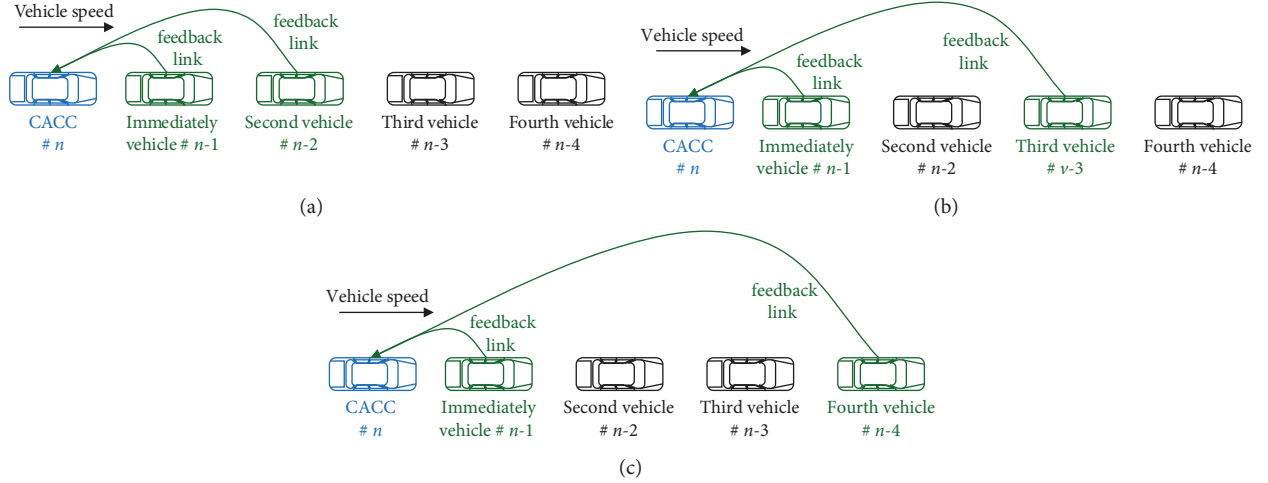 Vehicle speed
feedback
link
feedback
link
CACC
# n
Immediately
vehicle # n-1
Second vehicle
# n-2
Third vehicle
# n-3
Fourth vehicle
# n-4
(a)
Vehicle speed
feedback
link
feedback
link
CACC
# n
Immediately
vehicle # n-1
Second vehicle
# n-2
Third vehicle
# v-3
Fourth vehicle
# n-4
(b)
Vehicle speed
feedback
link
feedback
link
CACC
# n
Immediately
vehicle # n-1
Second vehicle
# n-2
Third vehicle
# n-3
Fourth vehicle
# n-4
(c)